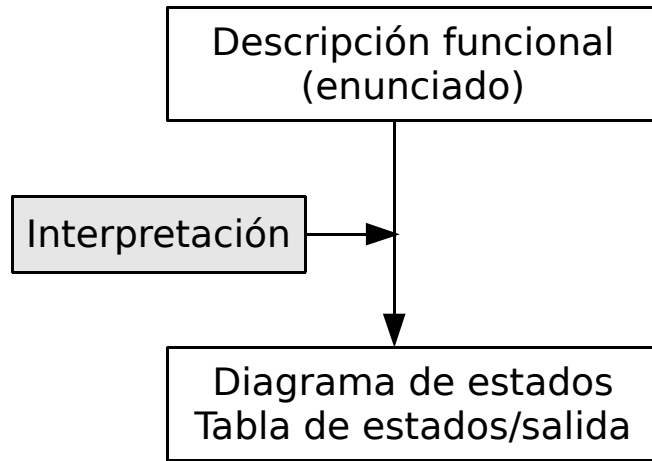 Descripción funcional
(enunciado)
Interpretación
Diagrama de estados
Tabla de estados/salida